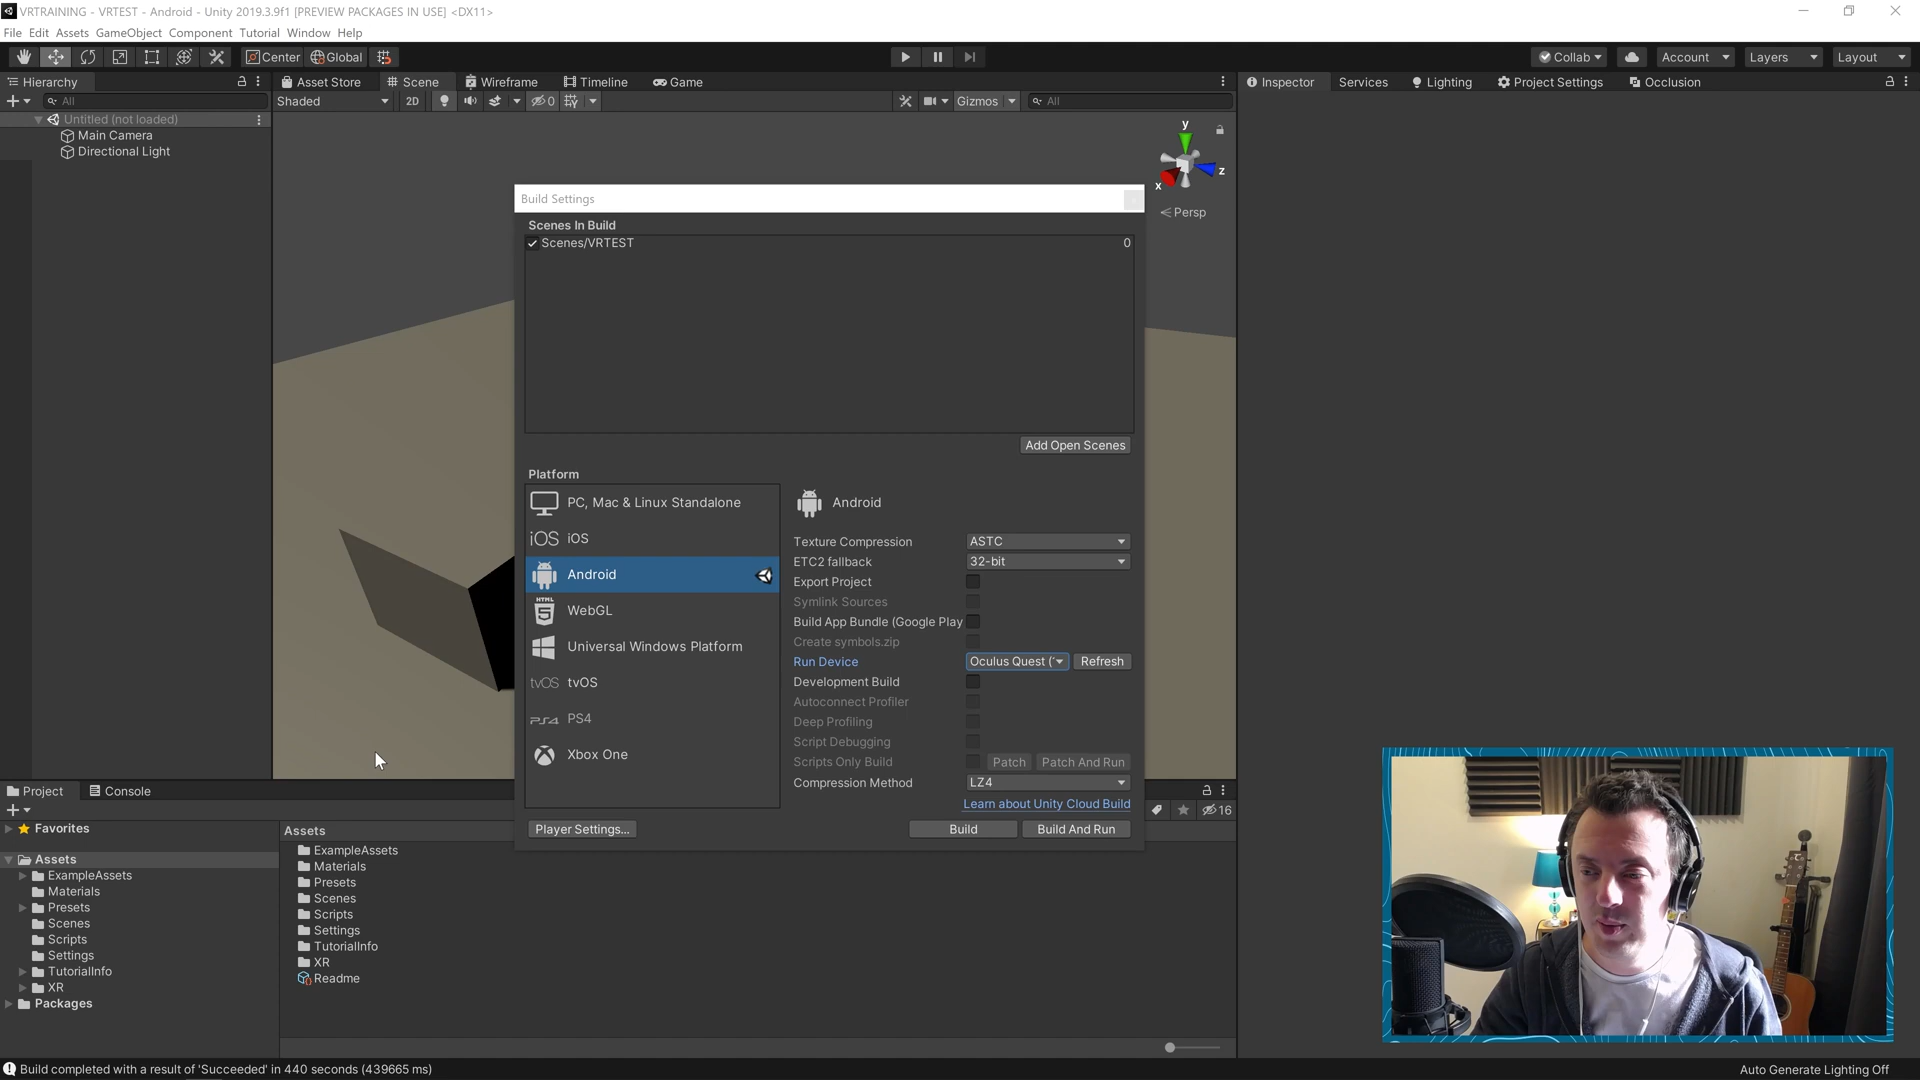 VRTRAINING - VRTEST - Android - Unity 2019.3.9f1 [PREVIEW PACKAGES IN USE] <DX11>
File Edit Assets GameObject Component Tutorial Window Help
Center Global Collab Account Layers Layout
Hierarchy
Asset Store Scene Wireframe Timeline Game
Inspector Services Lighting Project Settings Occlusion
All
Shaded 2D 0 Gizmos All
Untitled (not loaded)
Main Camera
Directional Light
y
z
x
Persp
Build Settings
Scenes In Build
Scenes/VRTEST 0
Add Open Scenes
Platform
PC, Mac & Linux Standalone
iOS iOS
Android
HTML WebGL
Universal Windows Platform
tvOS tvOS
PS4 PS4
Xbox One
Android
Texture Compression ASTC
ETC2 fallback 32-bit
Export Project
Symlink Sources
Build App Bundle (Google Play
Create symbols.zip
Run Device Oculus Quest (' Refresh
Development Build
Autoconnect Profiler
Deep Profiling
Script Debugging
Scripts Only Build Patch Patch And Run
Compression Method LZ4
Learn about Unity Cloud Build
Player Settings... Build Build And Run
Project Console
16
Favorites
Assets
ExampleAssets
Materials
Presets
Scenes
Scripts
Settings
TutorialInfo
XR
Packages
Assets
ExampleAssets
Materials
Presets
Scenes
Scripts
Settings
TutorialInfo
XR
Readme
Build completed with a result of 'Succeeded' in 440 seconds (439665 ms)
Auto Generate Lighting Off